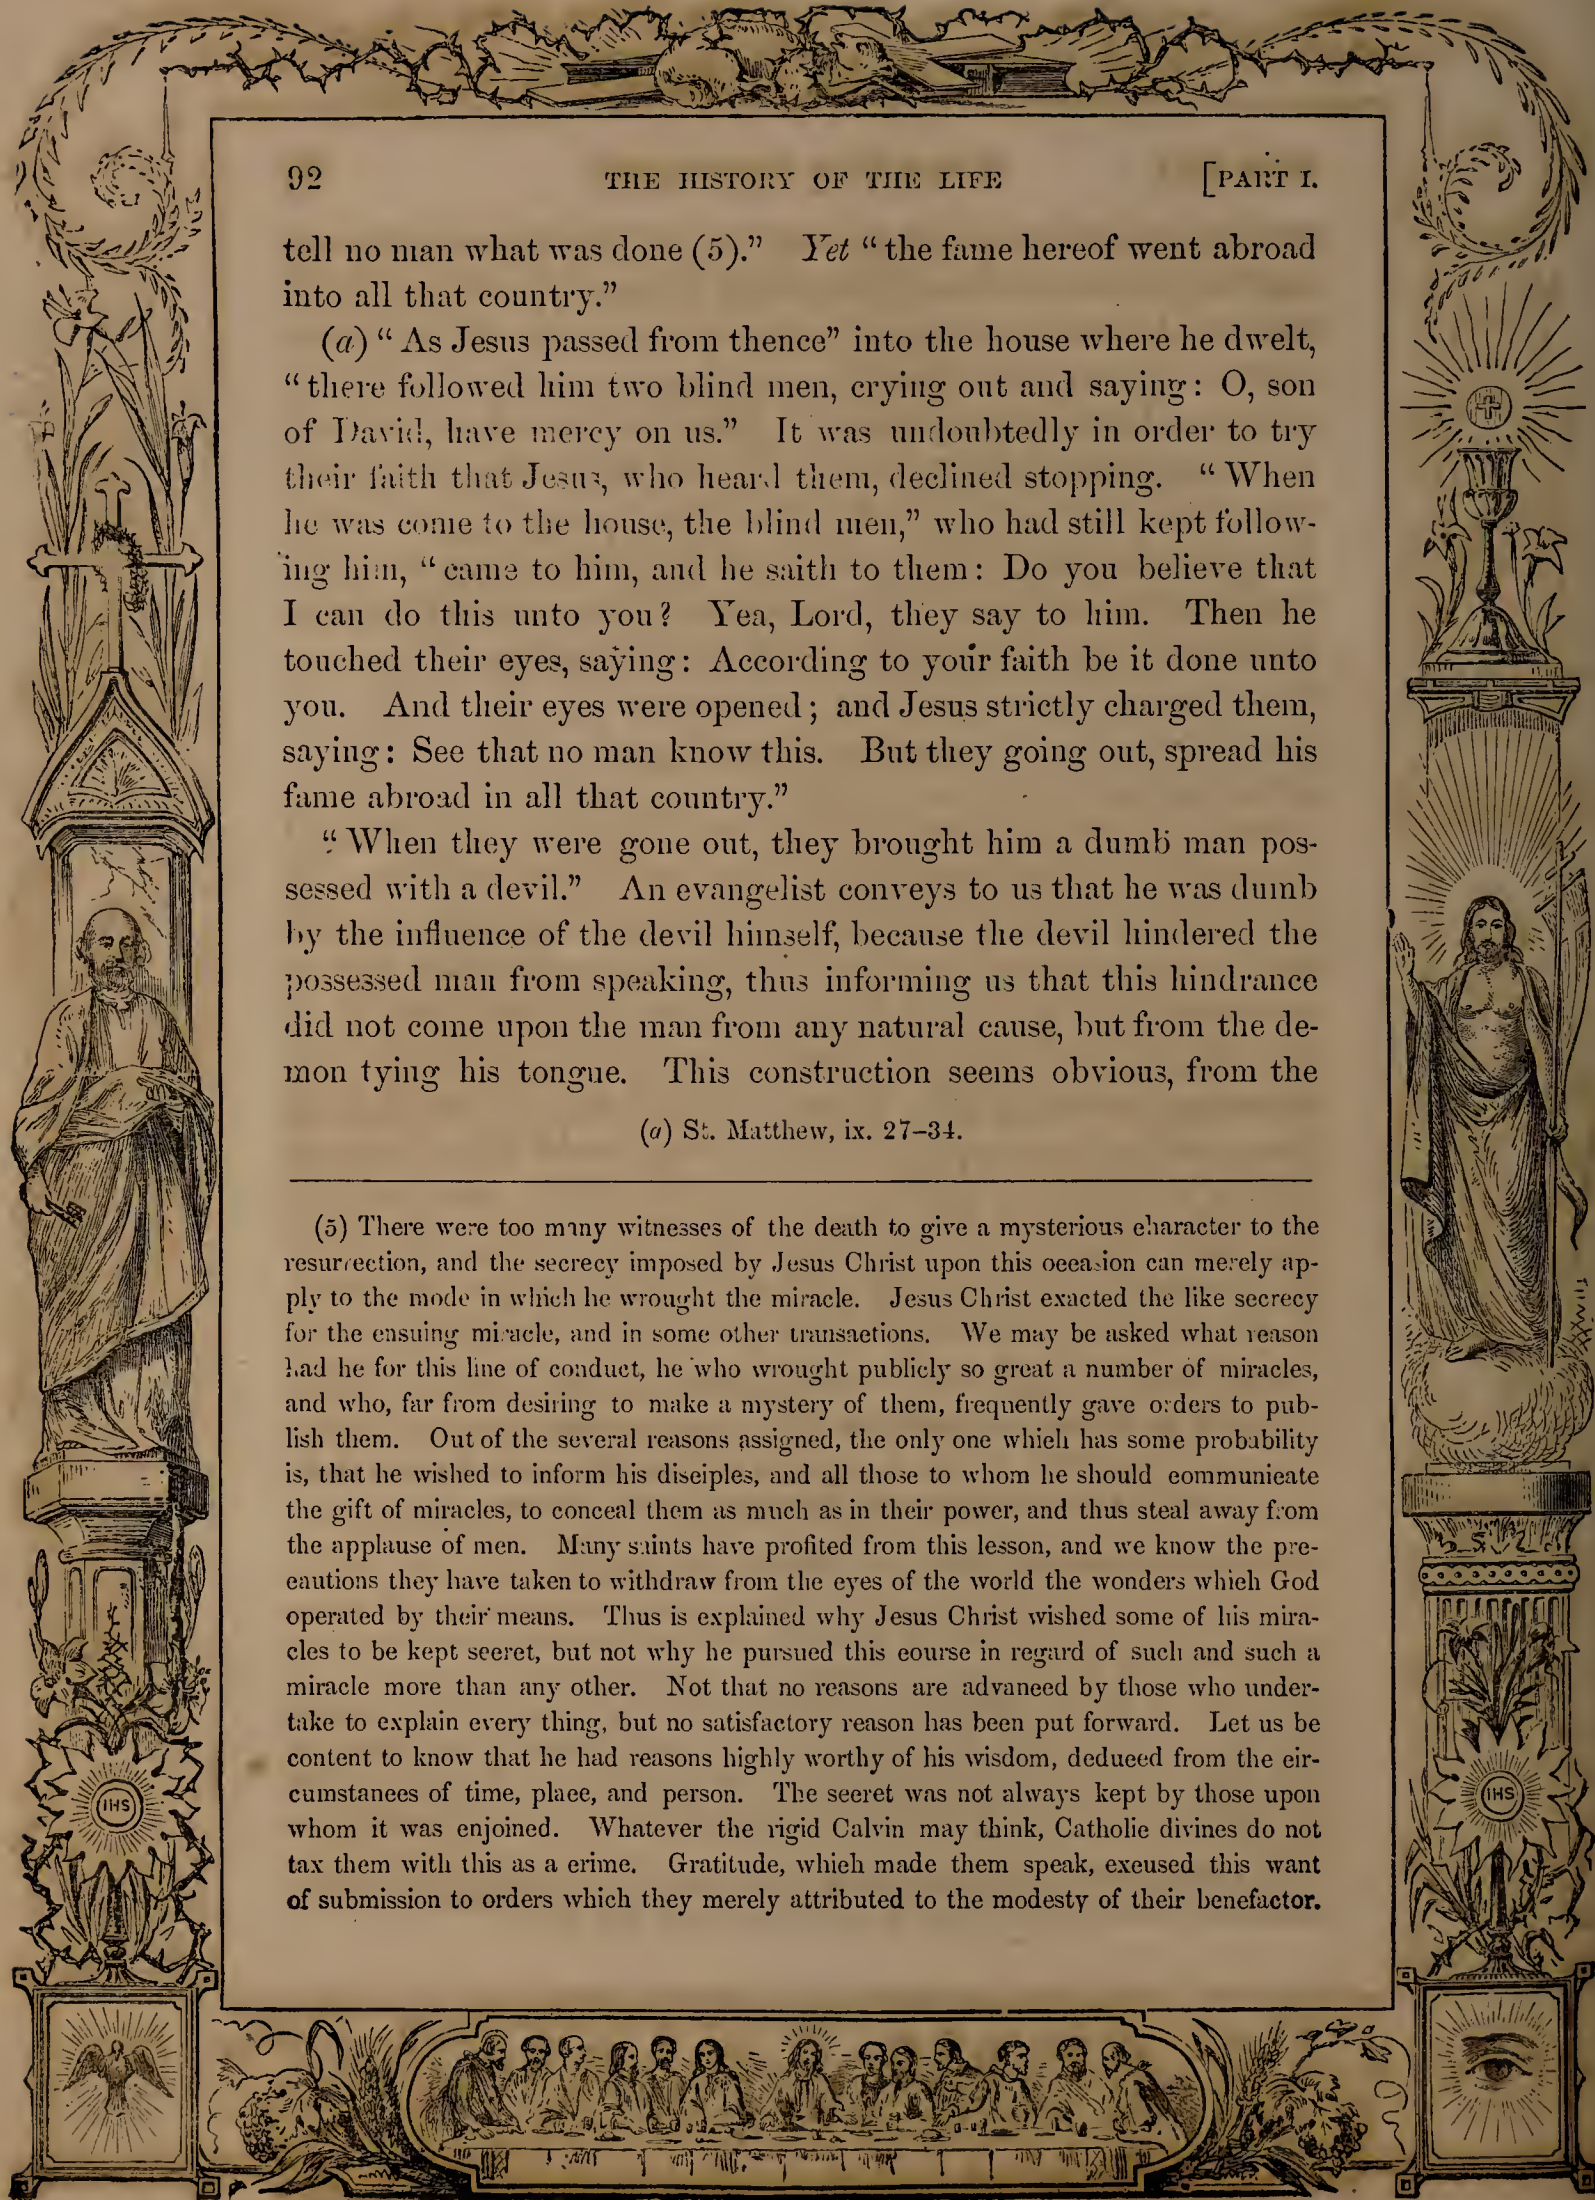 92 THE HISTORY OF THE LIFE [PART I.
tell no man what was done (5).” Yet “the fame hereof went abroad
into all that country.”
(a) “As Jesus passed from thence” into the house where he dwelt,
“there followed him two blind men, crying out and saying: O, son
of David, have mercy on us.” It was undoubtedly in order to try
their faith that Jesus, who heard them, declined stopping. “When
he was come to the house, the blind men,” who had still kept follow-
ing him, “came to him, and he saith to them: Do you believe that
I can do this unto you? Yea, Lord, they say to him. Then he
touched their eyes, saying: According to your faith be it done unto
you. And their eyes were opened; and Jesus strictly charged them,
saying: See that no man know this. But they going out, spread his
fame abroad in all that country.”
“When they were gone out, they brought him a dumb man pos-
sessed with a devil.” An evangelist conveys to us that he was dumb
by the influence of the devil himself, because the devil hindered the
possessed man from speaking, thus informing us that this hindrance
did not come upon the man from any natural cause, but from the de-
mon tying his tongue. This construction seems obvious, from the
(a) St. Matthew, ix. 27–34.
(5) There were too many witnesses of the death to give a mysterious character to the
resurrection, and the secrecy imposed by Jesus Christ upon this occasion can merely ap-
ply to the mode in which he wrought the miracle. Jesus Christ exacted the like secrecy
for the ensuing miracle, and in some other transactions. We may be asked what reason
had he for this line of conduct, he who wrought publicly so great a number of miracles,
and who, far from desiring to make a mystery of them, frequently gave orders to pub-
lish them. Out of the several reasons assigned, the only one which has some probability
is, that he wished to inform his disciples, and all those to whom he should communicate
the gift of miracles, to conceal them as much as in their power, and thus steal away from
the applause of men. Many saints have profited from this lesson, and we know the pre-
cautions they have taken to withdraw from the eyes of the world the wonders which God
operated by their means. Thus is explained why Jesus Christ wished some of his mira-
cles to be kept secret, but not why he pursued this course in regard of such and such a
miracle more than any other. Not that no reasons are advanced by those who under-
take to explain every thing, but no satisfactory reason has been put forward. Let us be
content to know that he had reasons highly worthy of his wisdom, deduced from the cir-
cumstances of time, place, and person. The secret was not always kept by those upon
whom it was enjoined. Whatever the rigid Calvin may think, Catholic divines do not
tax them with this as a crime. Gratitude, which made them speak, excused this want
of submission to orders which they merely attributed to the modesty of their benefactor.
IHS
IHS